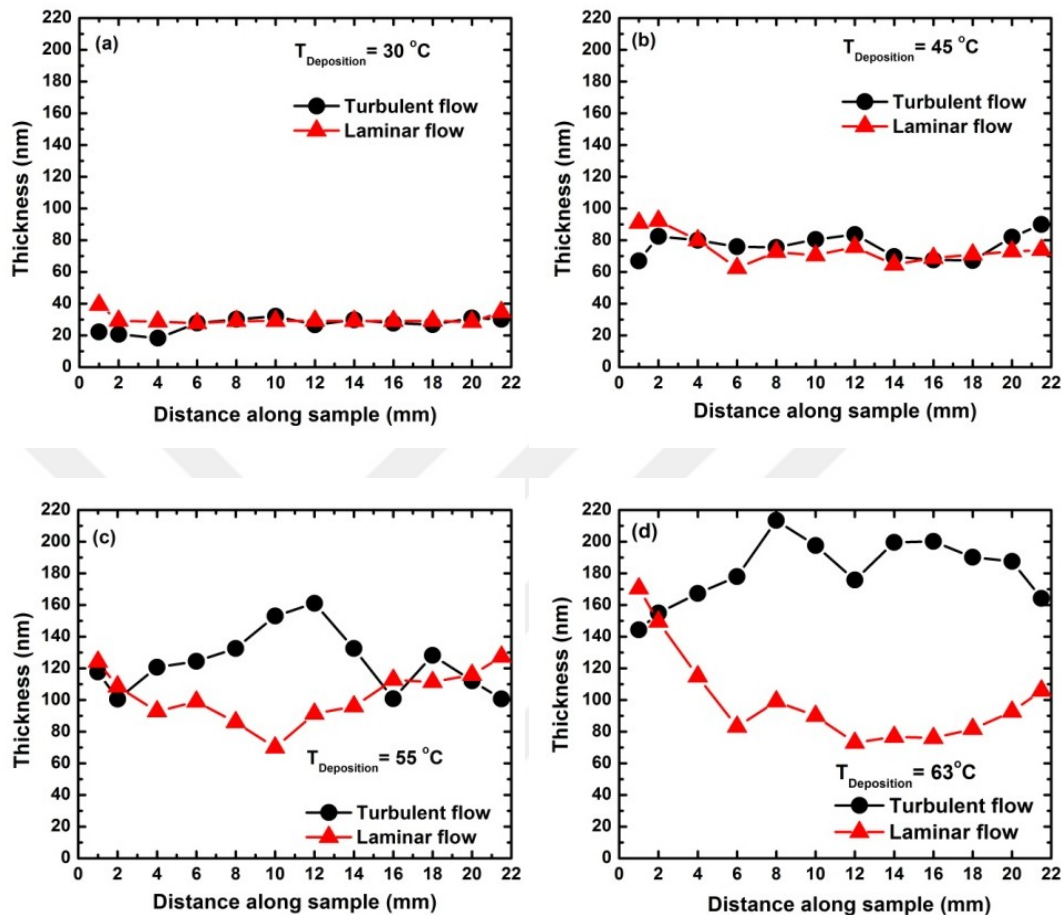 (a)
T Deposition = 30 °C
Turbulent flow
Laminar flow
Thickness (nm)
220
200
180
160
140
120
100
80
60
40
20
0
0 2 4 6 8 10 12 14 16 18 20 22
Distance along sample (mm)
(b)
T Deposition = 45 °C
Turbulent flow
Laminar flow
Thickness (nm)
220
200
180
160
140
120
100
80
60
40
20
0
0 2 4 6 8 10 12 14 16 18 20 22
Distance along sample (mm)
(c)
T Deposition = 55 °C
Turbulent flow
Laminar flow
Thickness (nm)
220
200
180
160
140
120
100
80
60
40
20
0
0 2 4 6 8 10 12 14 16 18 20 22
Distance along sample (mm)
(d)
T Deposition = 63°C
Turbulent flow
Laminar flow
Thickness (nm)
220
200
180
160
140
120
100
80
60
40
20
0
0 2 4 6 8 10 12 14 16 18 20 22
Distance along sample (mm)